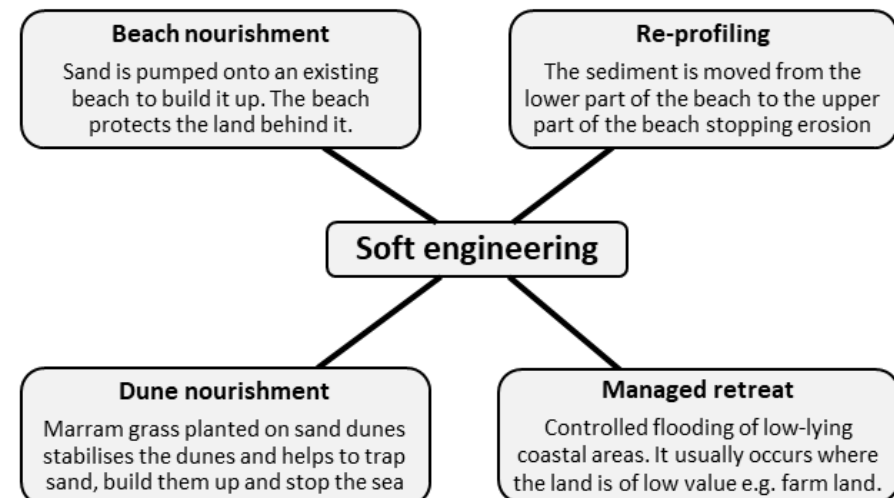 Beach nourishment
Sand is pumped onto an existing
beach to build it up. The beach
protects the land behind it.
Re-profiling
The sediment is moved from the
lower part of the beach to the upper
part of the beach stopping erosion
Soft engineering
Dune nourishment
Marram grass planted on sand dunes
stabilises the dunes and helps to trap
sand, build them up and stop the sea
Managed retreat
Controlled flooding of low-lying
coastal areas. It usually occurs where
the land is of low value e.g. farm land.